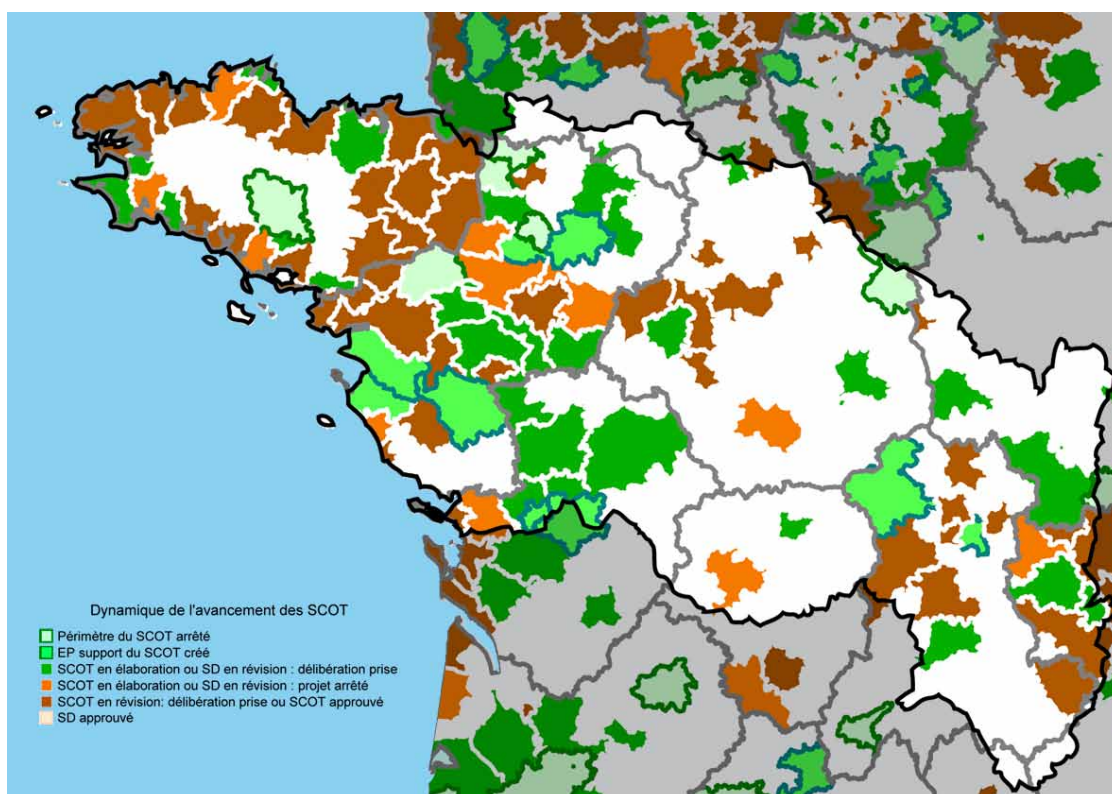 Dynamique de l'avancement des SCOT
Périmètre du SCOT arrêté
EP support du SCOT créé
SCOT en élaboration ou SD en révision : délibération prise
SCOT en élaboration ou SD en révision : projet arrêté
SCOT en révision: délibération prise ou SCOT approuvé
SD approuvé